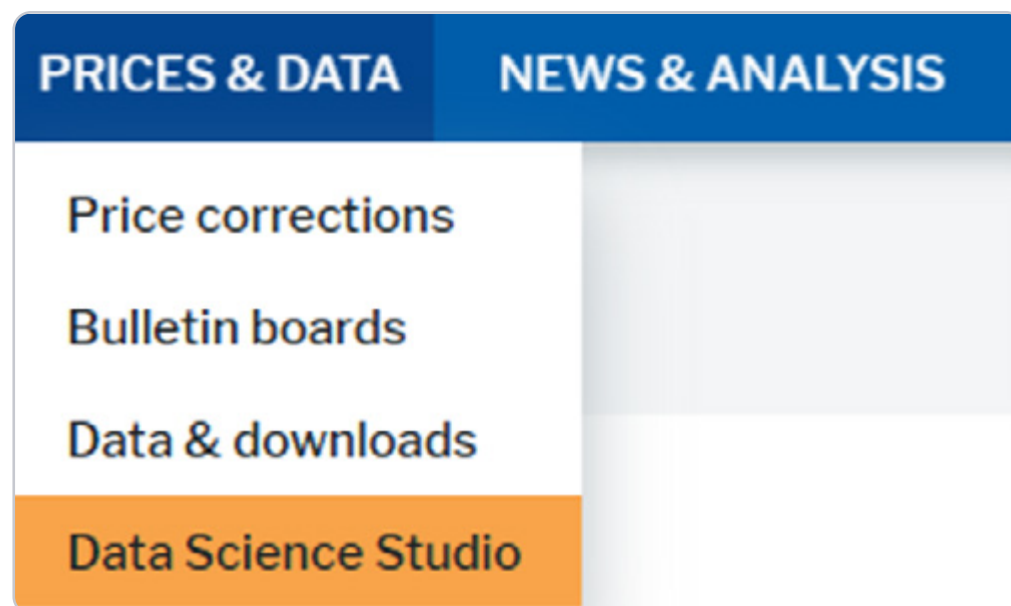 PRICES & DATA NEWS & ANALYSIS
Price corrections
Bulletin boards
Data & downloads
Data Science Studio